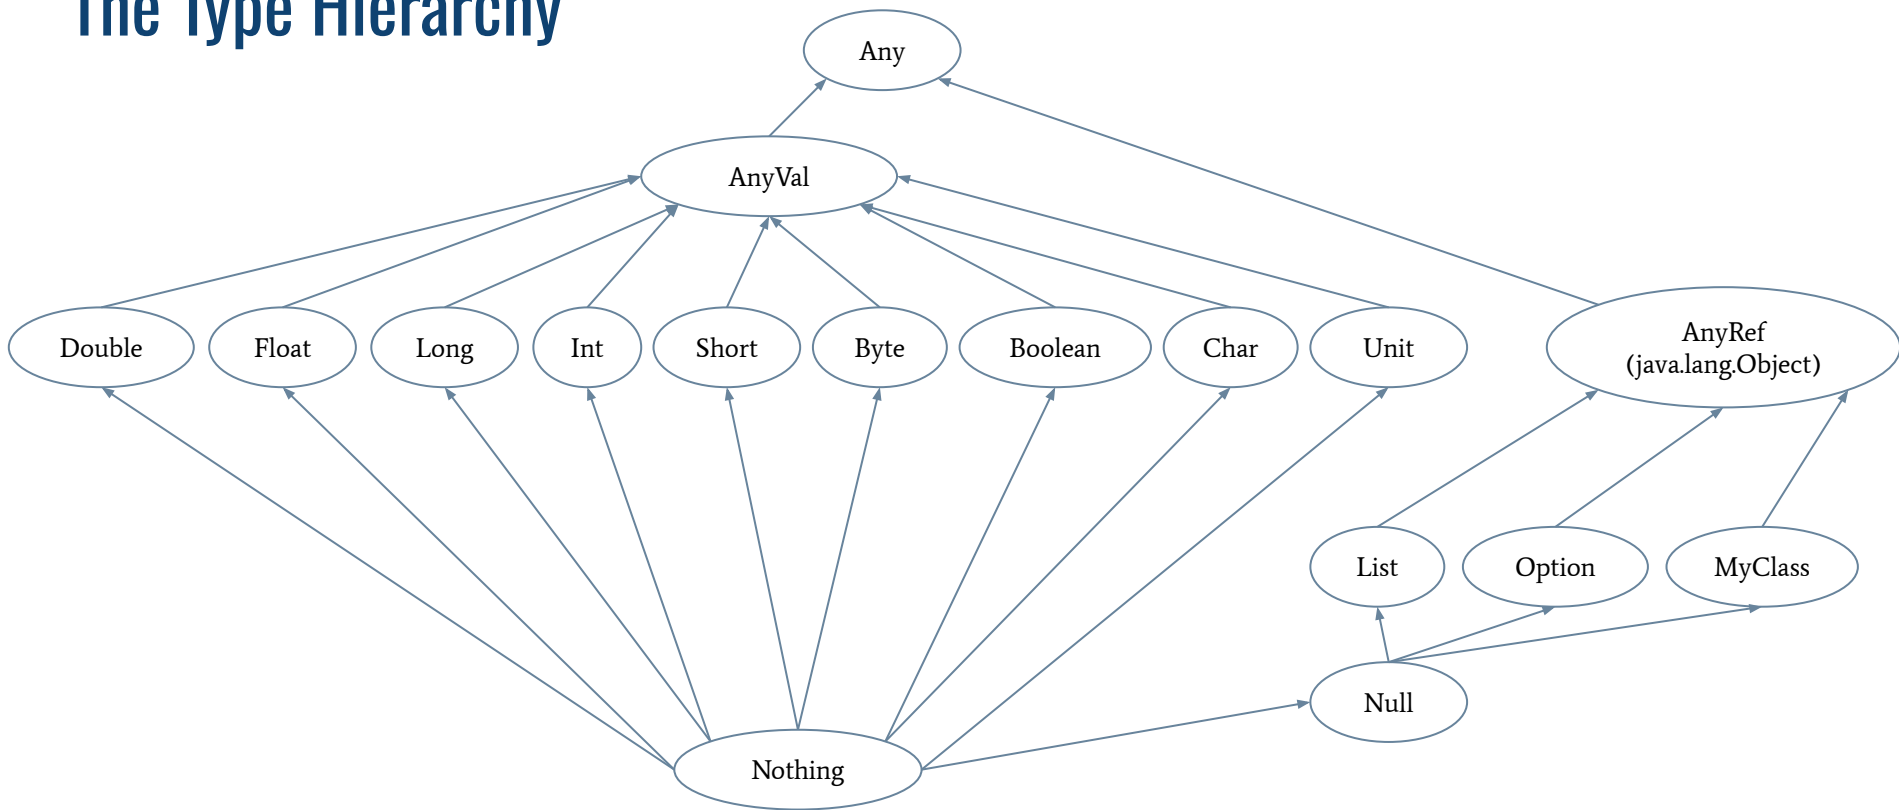 The Type Hierarchy
Any
AnyVal
Double
Float
Long
Int
Short
Byte
Boolean
Char
Unit
AnyRef
(java.lang.Object)
List
Option
MyClass
Null
Nothing